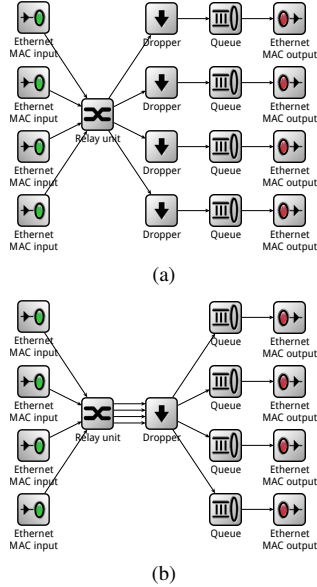 Ethernet
MAC input
Dropper
Queue
Ethernet
MAC output
Ethernet
MAC input
Relay unit
Dropper
Queue
Ethernet
MAC output
Ethernet
MAC input
Dropper
Queue
Ethernet
MAC output
Ethernet
MAC input
Dropper
Queue
Ethernet
MAC output
(a)
Ethernet
MAC input
Queue
Ethernet
MAC output
Ethernet
MAC input
Relay unit
Dropper
Queue
Ethernet
MAC output
Ethernet
MAC input
Queue
Ethernet
MAC output
Ethernet
MAC input
Queue
Ethernet
MAC output
(b)